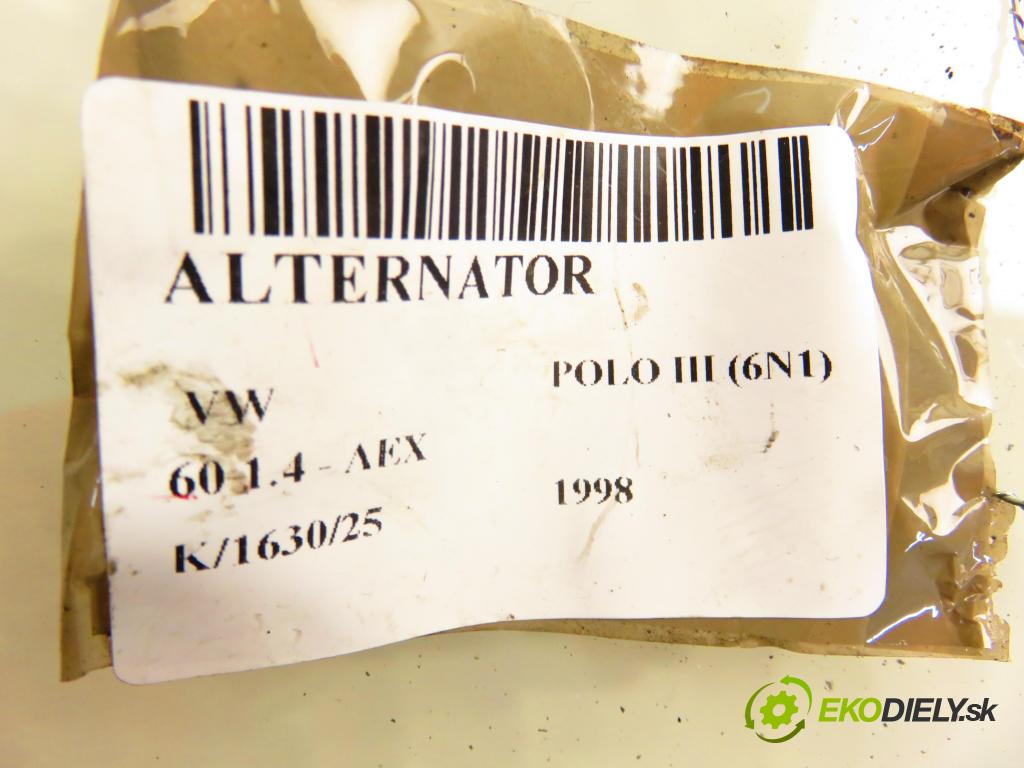 ALTERNATOR
VW
POLO III (6N1)
60 1.4 - AEX
1998
K/1630/25
EKODIELY.sk